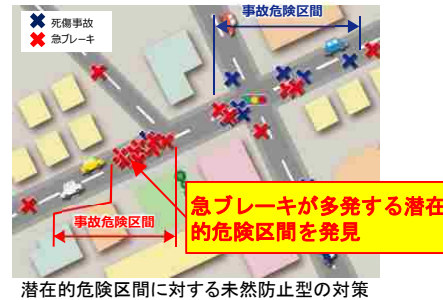 死傷事故
急ブレーキ
事故危険区間
事故危険区間
急ブレーキが多発する潜在
的危険区間を発見
潜在的危険区間に対する未然防止型の対策